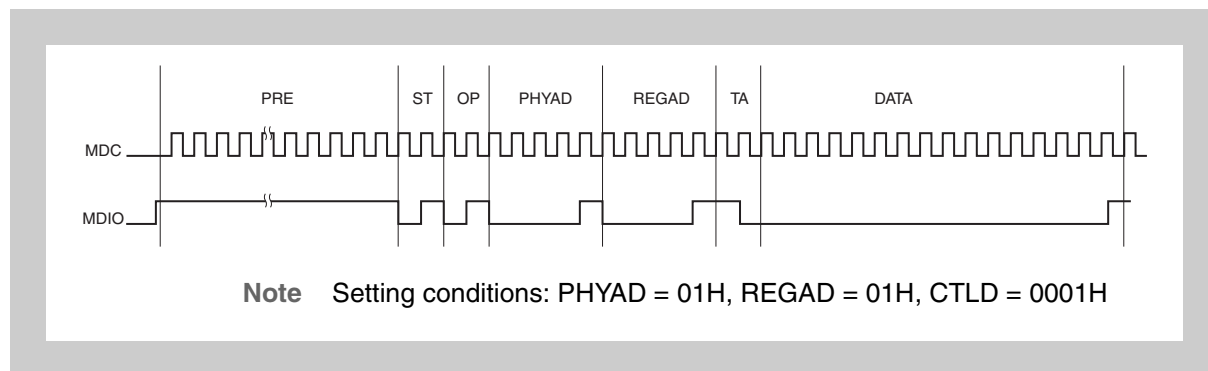 PRE ST OP PHYAD REGAD TA DATA
MDC
MDIO
Note Setting conditions: PHYAD = 01H, REGAD = 01H, CTLD = 0001H